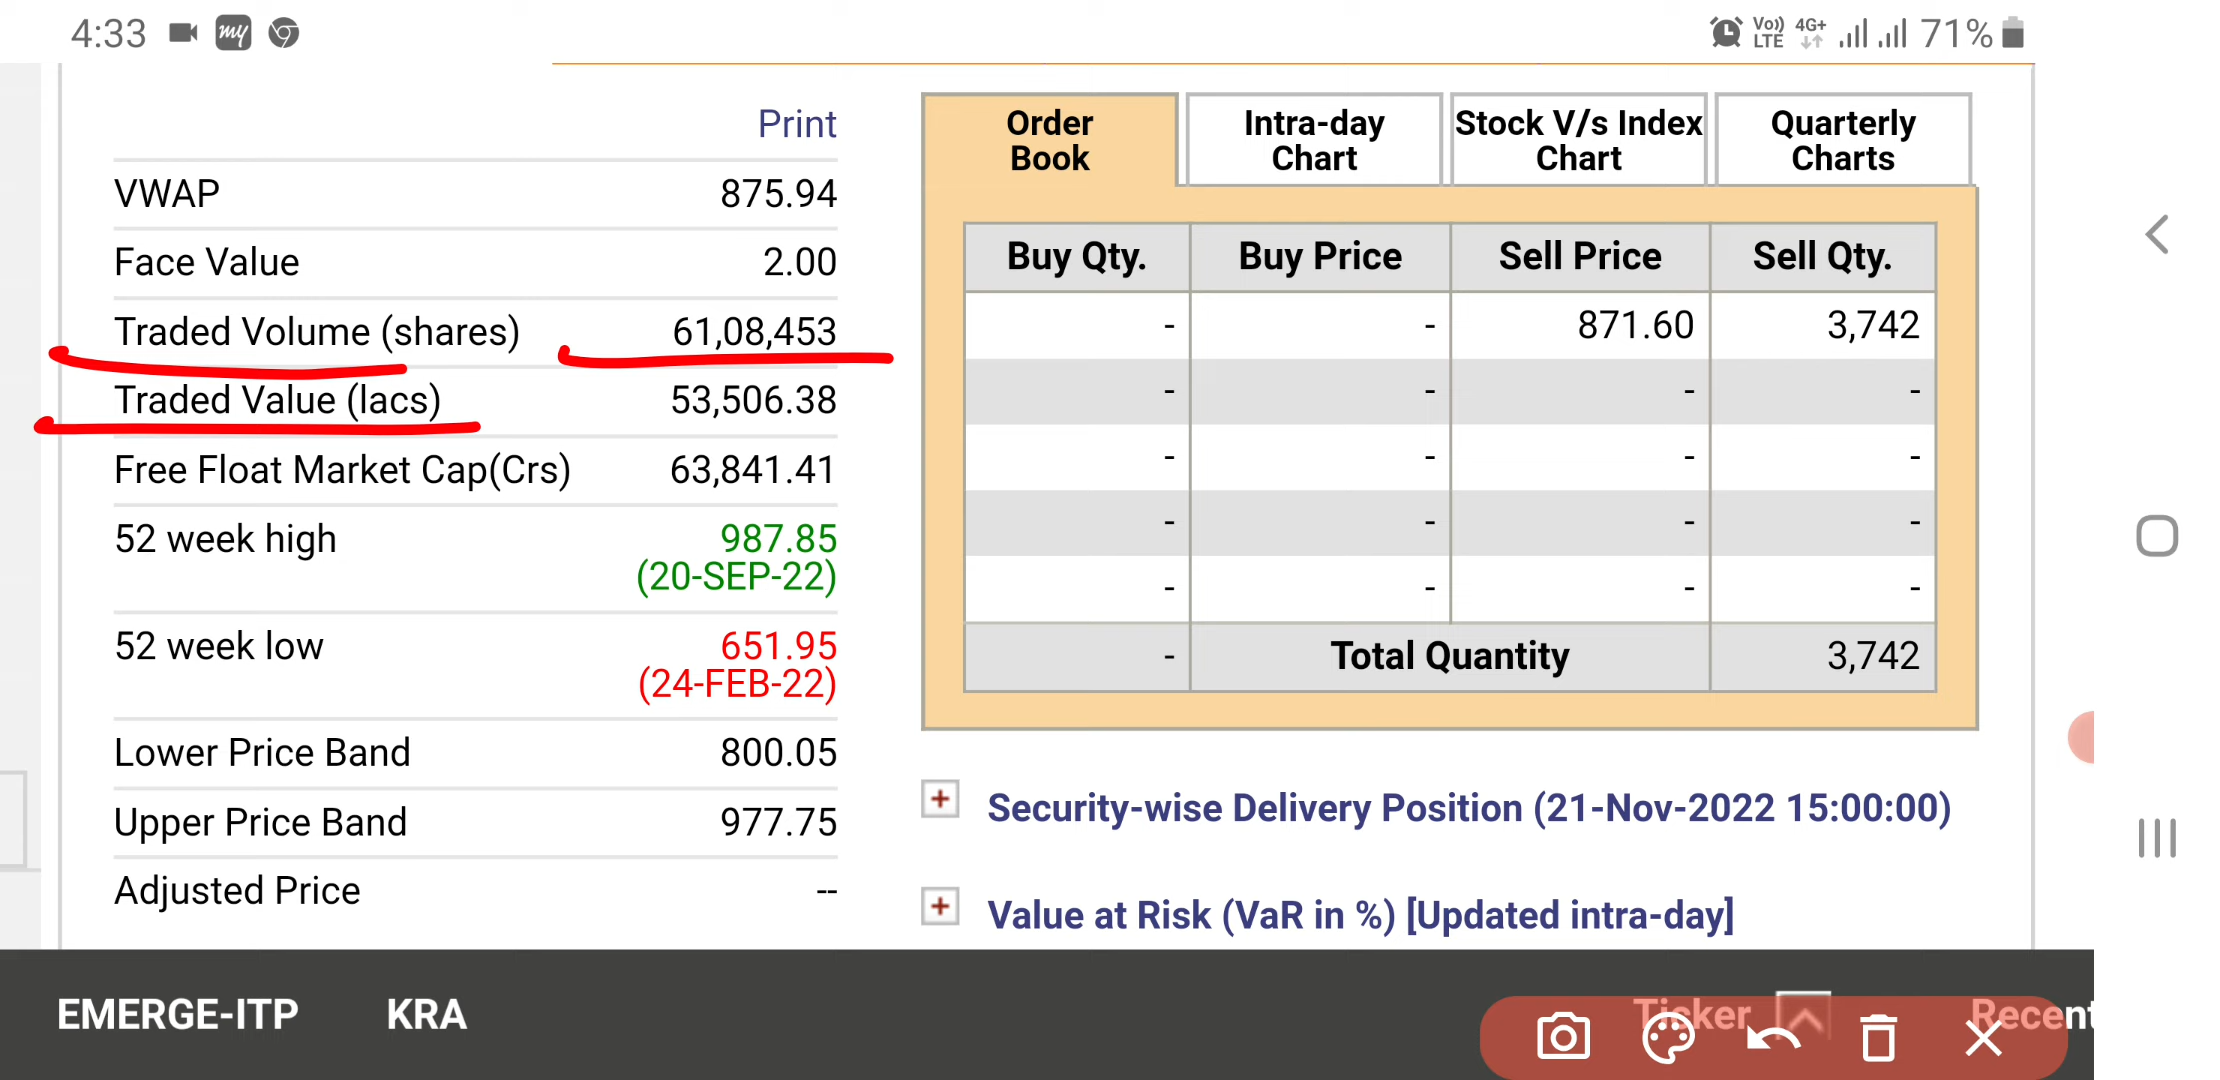 4:33 my Vo)) LTE 4G+ 71%
Print
VWAP 875.94
Face Value 2.00
Traded Volume (shares) 61,08,453
Traded Value (lacs) 53,506.38
Free Float Market Cap(Crs) 63,841.41
52 week high 987.85
(20-SEP-22)
52 week low 651.95
(24-FEB-22)
Lower Price Band 800.05
Upper Price Band 977.75
Adjusted Price --
Order Book
Intra-day Chart
Stock V/s Index Chart
Quarterly Charts
Buy Qty. Buy Price Sell Price Sell Qty.
- - 871.60 3,742
- - - -
- - - -
- - - -
- - - -
- Total Quantity 3,742
Security-wise Delivery Position (21-Nov-2022 15:00:00)
Value at Risk (VaR in %) [Updated intra-day]
EMERGE-ITP KRA Ticker Recent